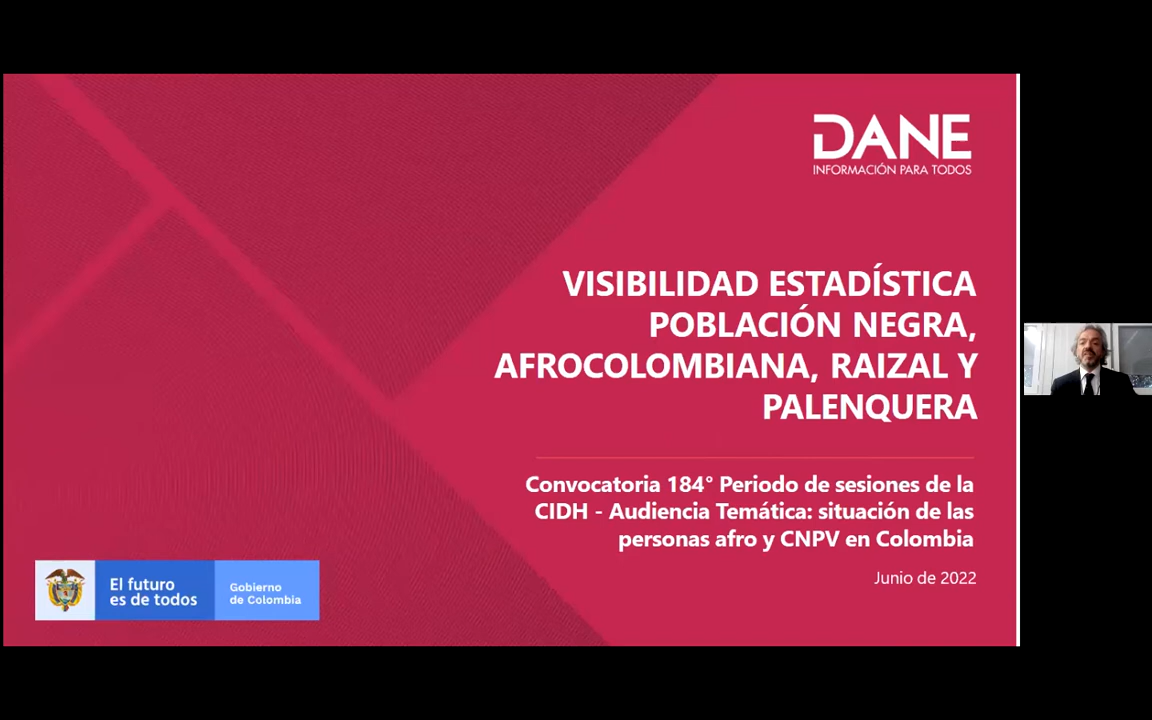 DANE
INFORMACIÓN PARA TODOS
VISIBILIDAD ESTADÍSTICA
POBLACIÓN NEGRA,
AFROCOLOMBIANA, RAIZAL Y
PALENQUERA
Convocatoria 184° Periodo de sesiones de la
CIDH - Audiencia Temática: situación de las
personas afro y CNPV en Colombia
Junio de 2022
El futuro
es de todos
Gobierno
de Colombia